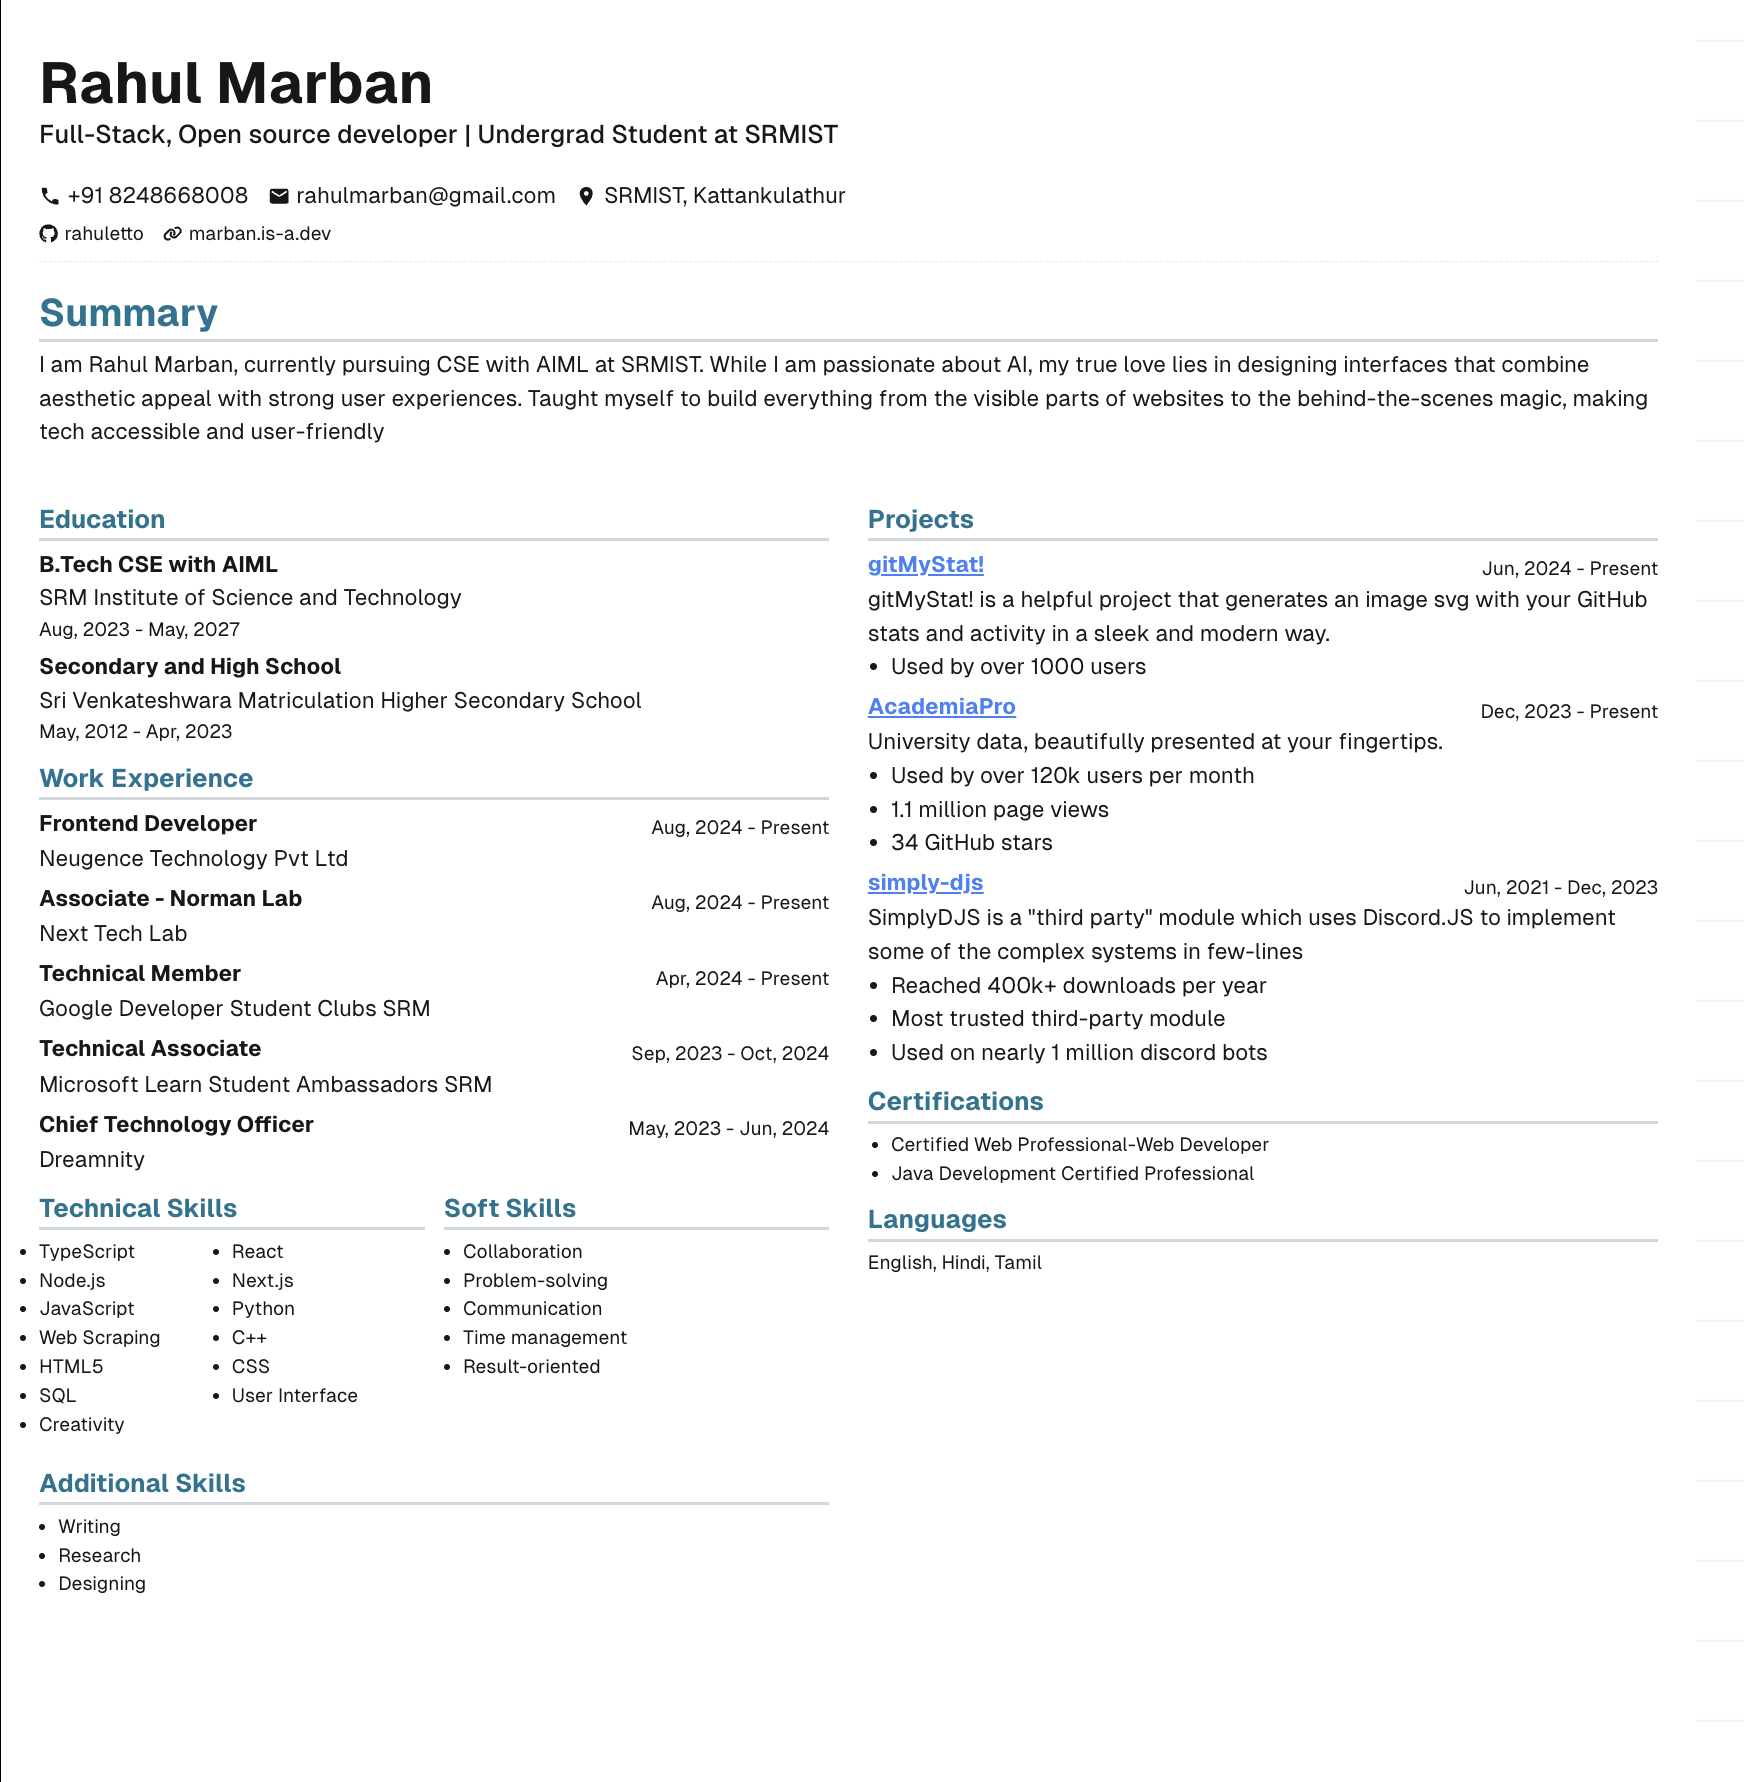 Rahul Marban
Full-Stack, Open source developer | Undergrad Student at SRMIST
+91 8248668008 rahulmarban@gmail.com SRMIST, Kattankulathur
rahuletto marban.is-a.dev
Summary
I am Rahul Marban, currently pursuing CSE with AIML at SRMIST. While I am passionate about AI, my true love lies in designing interfaces that combine
aesthetic appeal with strong user experiences. Taught myself to build everything from the visible parts of websites to the behind-the-scenes magic, making
tech accessible and user-friendly
Education
B.Tech CSE with AIML
SRM Institute of Science and Technology
Aug, 2023 - May, 2027
Secondary and High School
Sri Venkateshwara Matriculation Higher Secondary School
May, 2012 - Apr, 2023
Work Experience
Frontend Developer Aug, 2024 - Present
Neugence Technology Pvt Ltd
Associate - Norman Lab Aug, 2024 - Present
Next Tech Lab
Technical Member Apr, 2024 - Present
Google Developer Student Clubs SRM
Technical Associate Sep, 2023 - Oct, 2024
Microsoft Learn Student Ambassadors SRM
Chief Technology Officer May, 2023 - Jun, 2024
Dreamnity
Technical Skills
• TypeScript
• Node.js
• JavaScript
• Web Scraping
• HTML5
• SQL
• Creativity
• React
• Next.js
• Python
• C++
• CSS
• User Interface
Soft Skills
• Collaboration
• Problem-solving
• Communication
• Time management
• Result-oriented
Additional Skills
• Writing
• Research
• Designing
Projects
gitMyStat! Jun, 2024 - Present
gitMyStat! is a helpful project that generates an image svg with your GitHub
stats and activity in a sleek and modern way.
• Used by over 1000 users
AcademiaPro Dec, 2023 - Present
University data, beautifully presented at your fingertips.
• Used by over 120k users per month
• 1.1 million page views
• 34 GitHub stars
simply-djs Jun, 2021 - Dec, 2023
SimplyDJS is a "third party" module which uses Discord.JS to implement
some of the complex systems in few-lines
• Reached 400k+ downloads per year
• Most trusted third-party module
• Used on nearly 1 million discord bots
Certifications
• Certified Web Professional-Web Developer
• Java Development Certified Professional
Languages
English, Hindi, Tamil